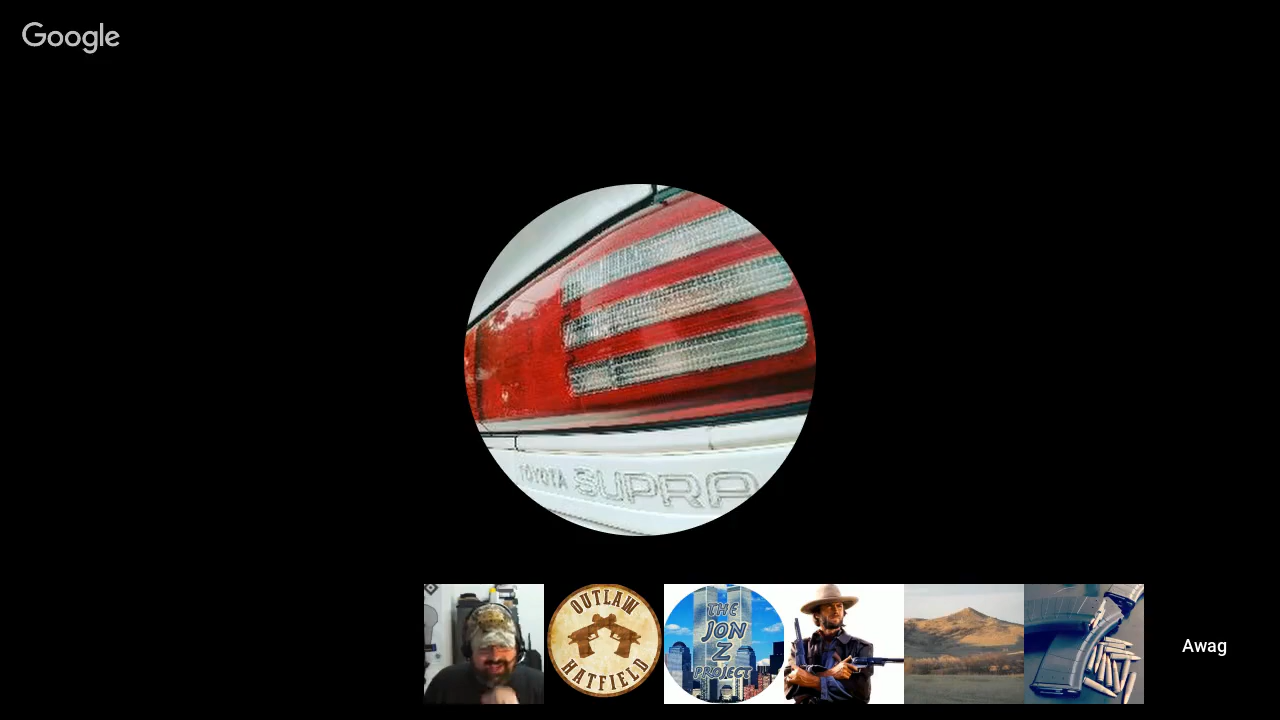 Google
TOYOTA SUPRA
OUTLAW
HATFIELD
THE
JON
Z
PROJECT
Awag